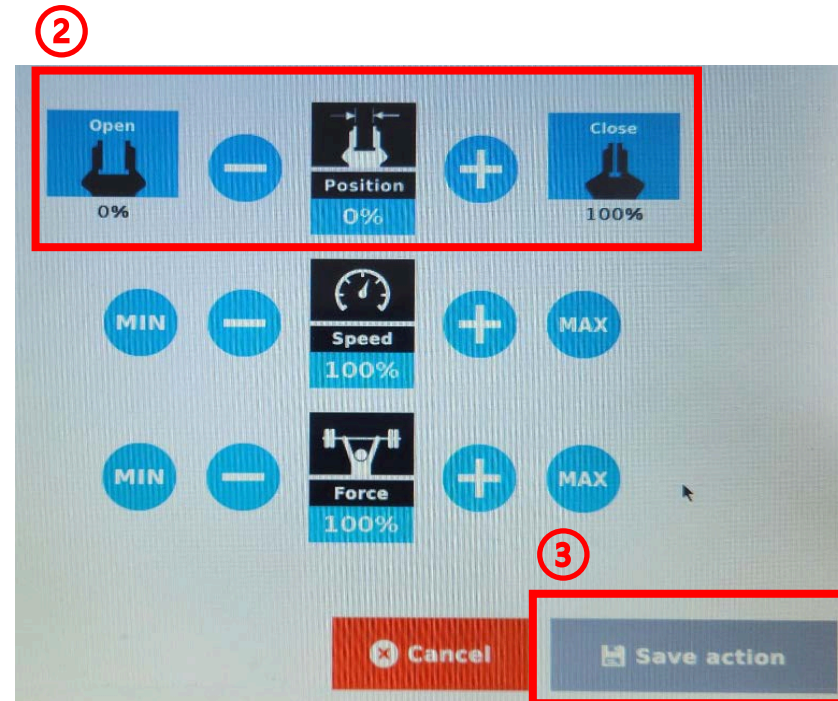 ②
Open
Close
Position
0%
0%
100%
MIN
Speed
100%
MAX
MIN
Force
100%
MAX
③
Cancel
Save action